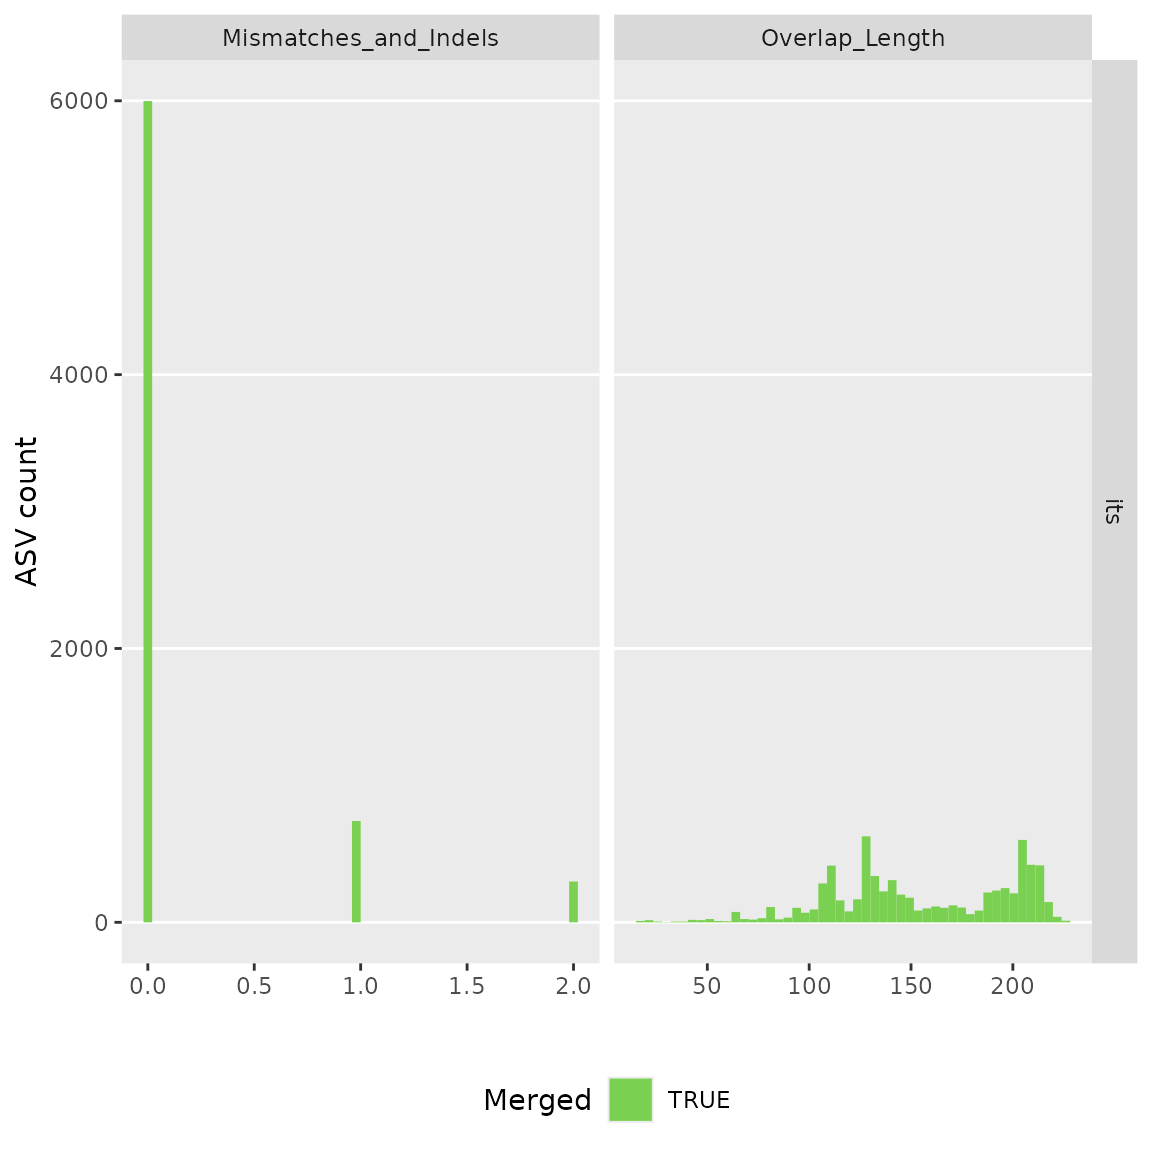 Mismatches_and_Indels
Overlap_Length
ASV count
6000
4000
2000
0
its
0.0 0.5 1.0 1.5 2.0
50 100 150 200
Merged TRUE